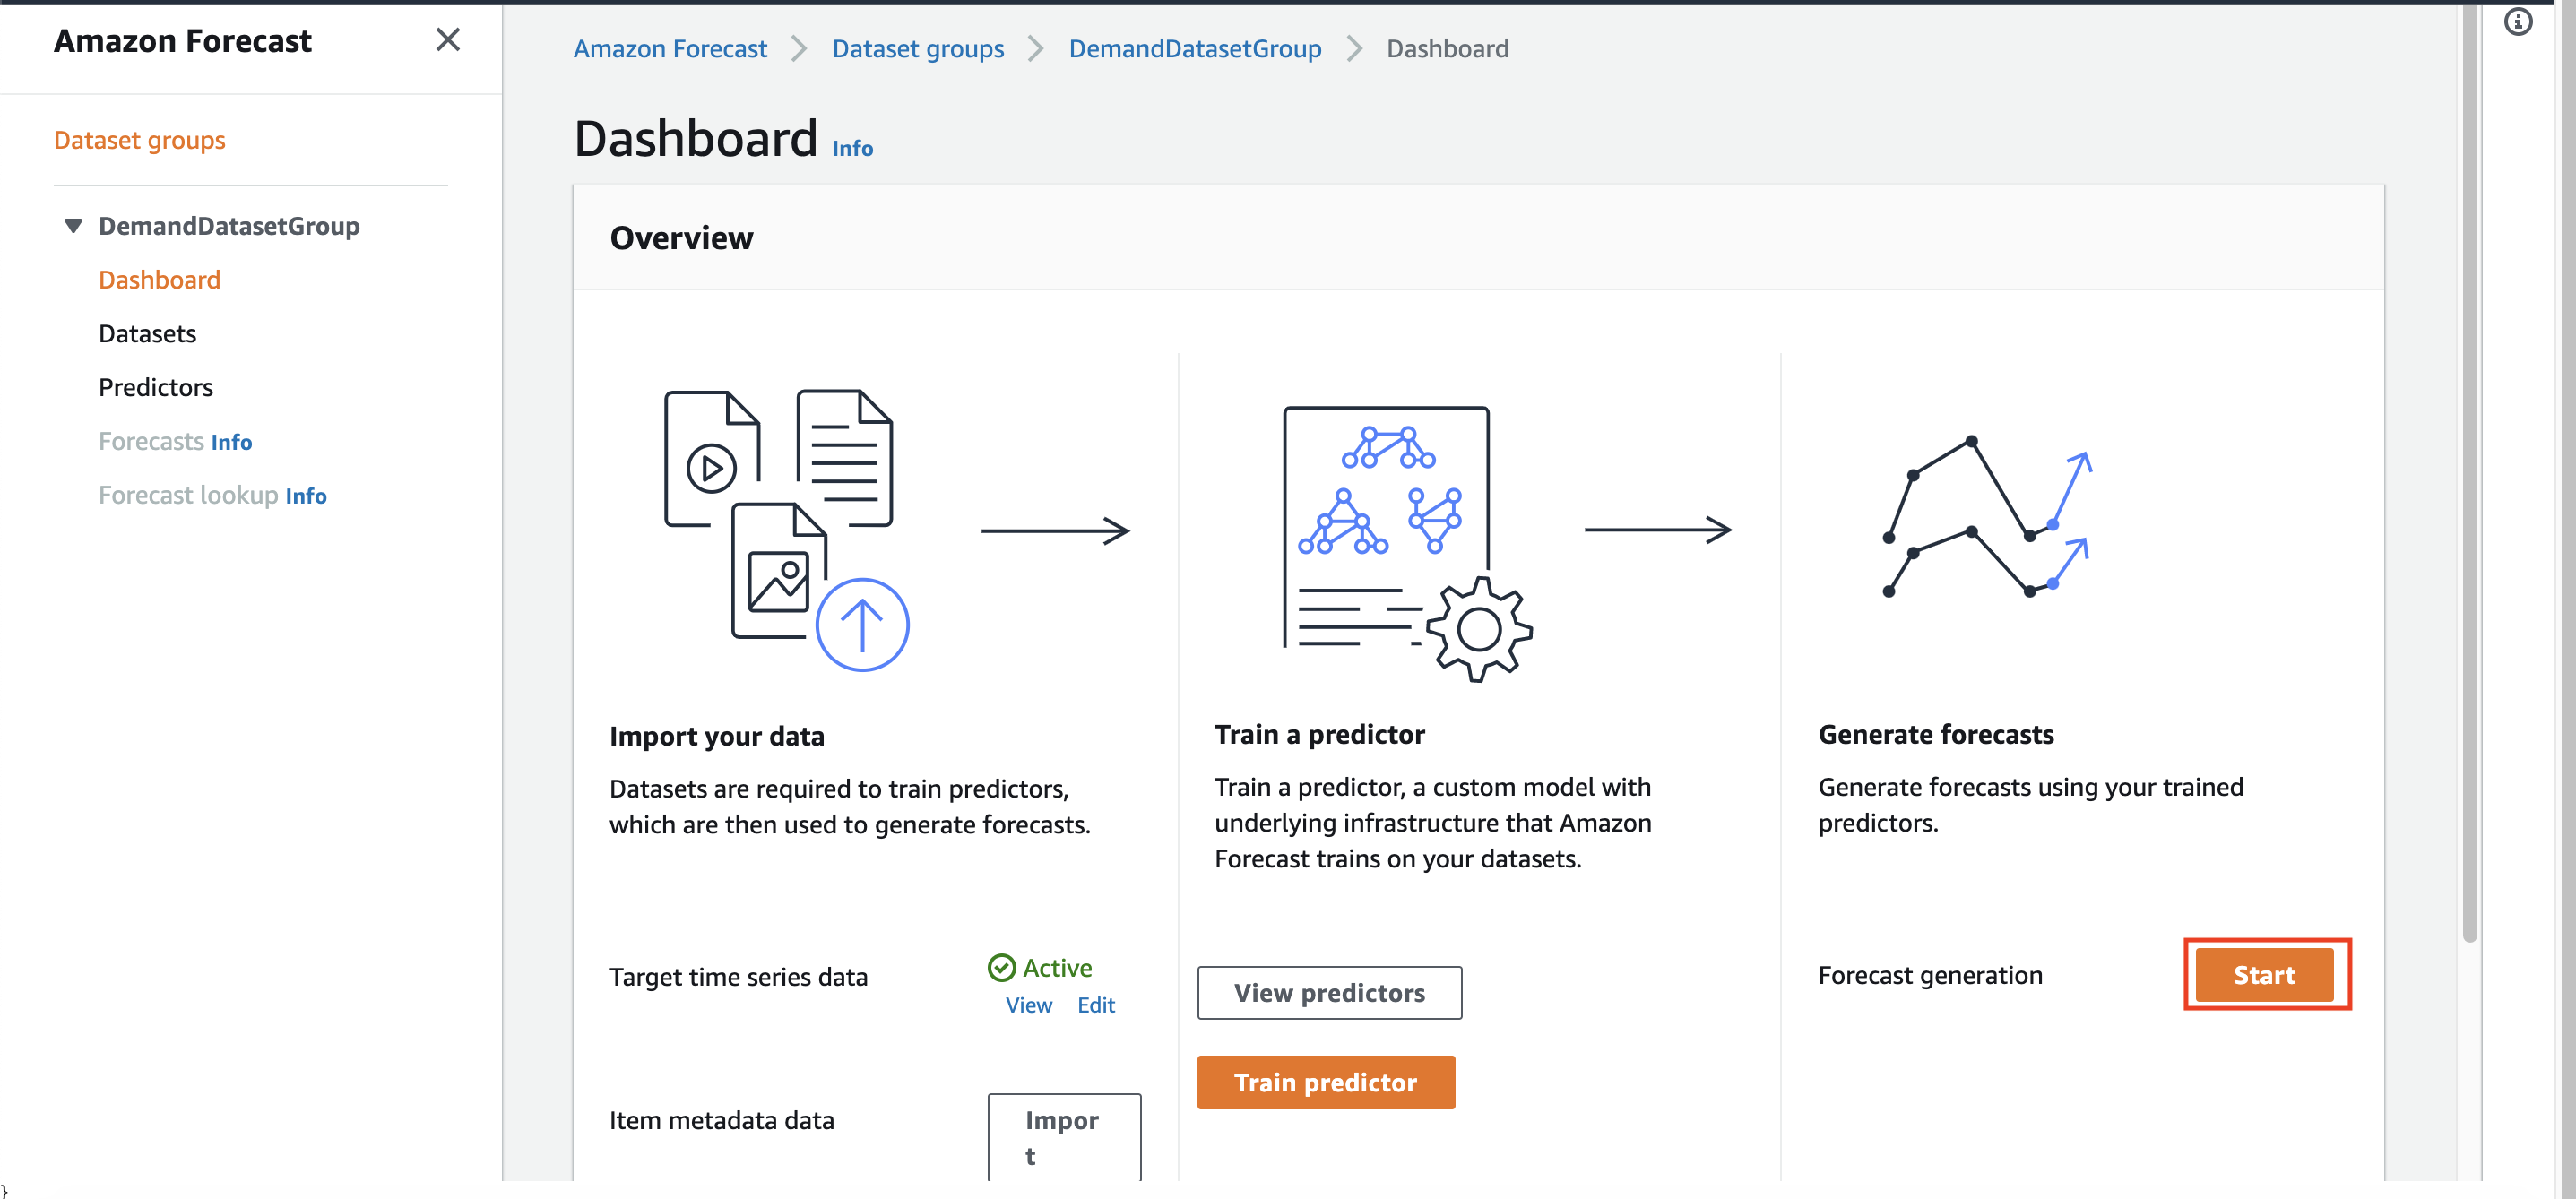 Amazon Forecast
Dataset groups
DemandDatasetGroup
Dashboard
Datasets
Predictors
Forecasts Info
Forecast lookup Info
Amazon Forecast > Dataset groups > DemandDatasetGroup > Dashboard
Dashboard Info
Overview
Import your data
Datasets are required to train predictors,
which are then used to generate forecasts.
Target time series data
Active
View Edit
Item metadata data
Impor
t
Train a predictor
Train a predictor, a custom model with
underlying infrastructure that Amazon
Forecast trains on your datasets.
View predictors
Train predictor
Generate forecasts
Generate forecasts using your trained
predictors.
Forecast generation
Start
}